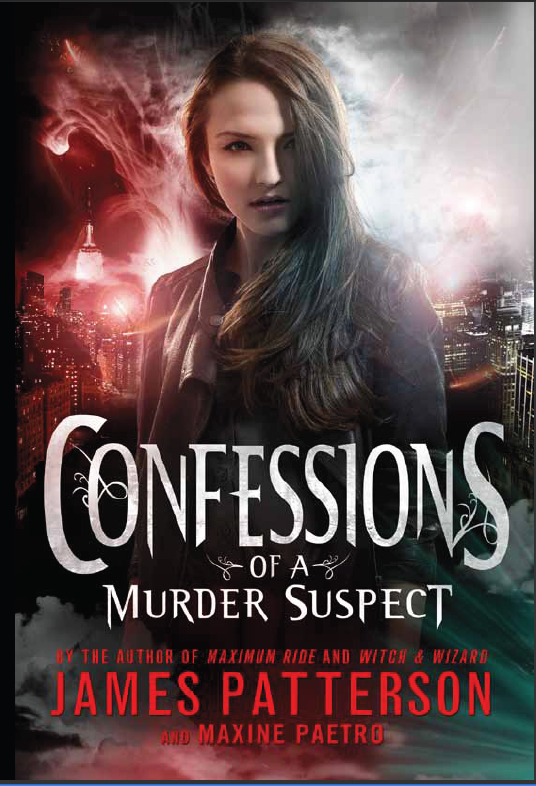 CONFESSIONS
OF A
MURDER SUSPECT
BY THE AUTHOR OF MAXIMUM RIDE AND WITCH & WIZARD
JAMES PATTERSON
AND MAXINE PAETRO